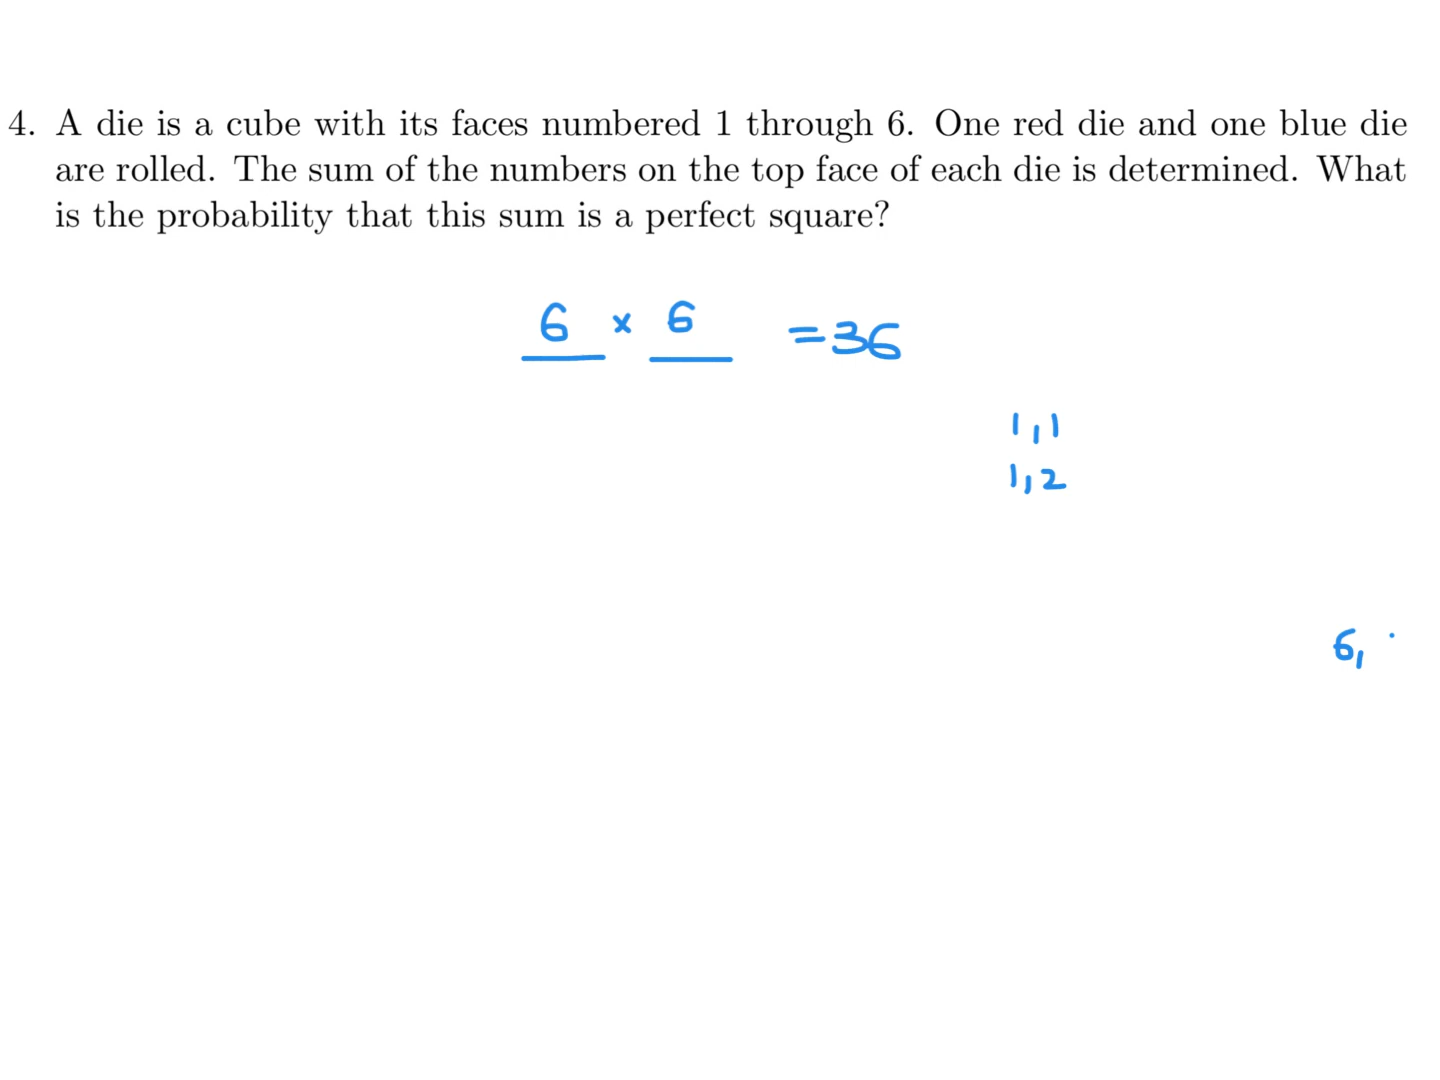 4. A die is a cube with its faces numbered 1 through 6. One red die and one blue die
are rolled. The sum of the numbers on the top face of each die is determined. What
is the probability that this sum is a perfect square?
6 × 6 = 36
1,1
1,2
6,